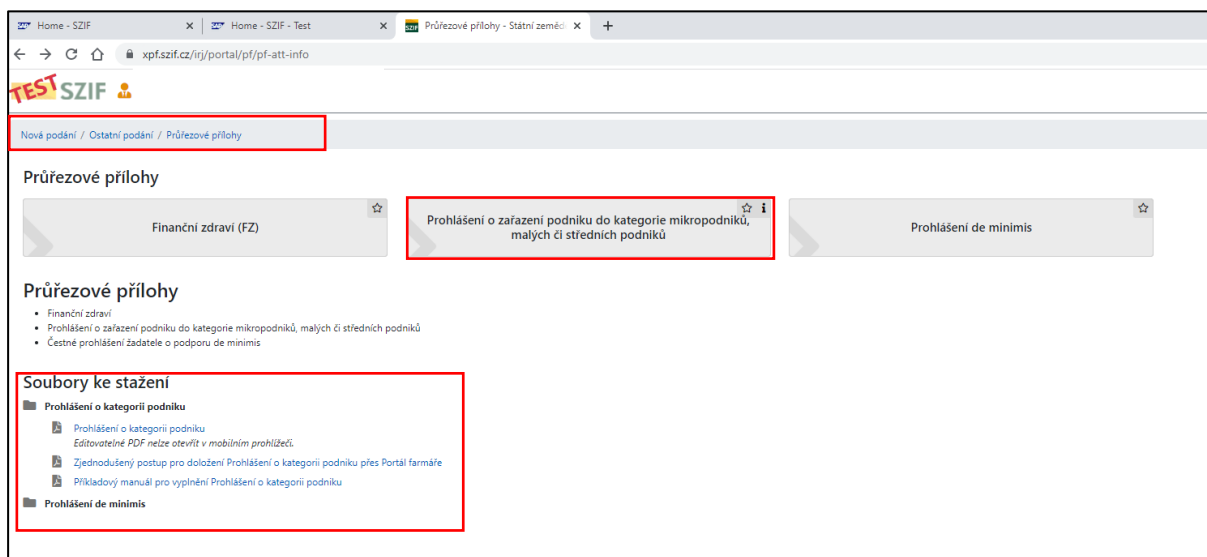 Home - SZIF
Home - SZIF - Test
Průřezové přílohy - Státní zeměd
xpf.szif.cz/irj/portal/pf/pf-att-info
TEST SZIF
Nová podání / Ostatní podání / Průřezové přílohy
Průřezové přílohy
Finanční zdraví (FZ)
Prohlášení o zařazení podniku do kategorie mikropodniků,
malých či středních podniků
Prohlášení de minimis
Průřezové přílohy
Finanční zdraví
Prohlášení o zařazení podniku do kategorie mikropodniků, malých či středních podniků
Čestné prohlášení žadatele o podporu de minimis
Soubory ke stažení
Prohlášení o kategorii podniku
Prohlášení o kategorii podniku
Editovatelné PDF nelze otevřít v mobilním prohlížeči.
Zjednodušený postup pro doložení Prohlášení o kategorii podniku přes Portál farmáře
Příkladový manuál pro vyplnění Prohlášení o kategorii podniku
Prohlášení de minimis